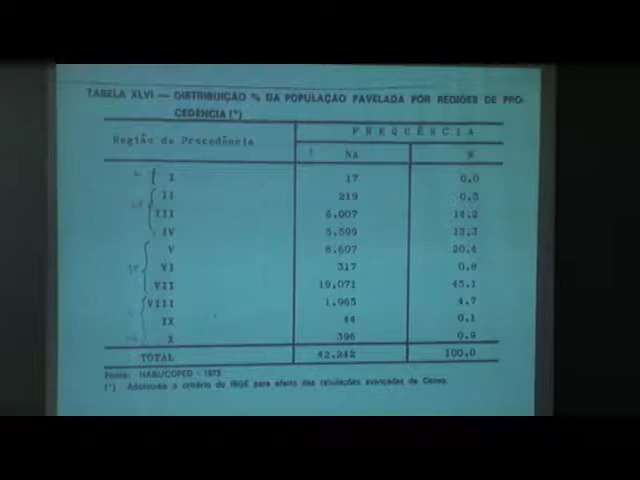 TABELA XLVI — DISTRIBUIÇÃO % DA POPULAÇÃO FAVELADA POR REGIÕES DE PRO-
CEDÊNCIA (*)
Região de Procedência
FREQUÊNCIA
NA %
I 17 0,0
II 219 0,5
III 6.007 14,2
IV 5.599 13,3
V 8.607 20,4
VI 317 0,8
VII 19.071 45,1
VIII 1.965 4,7
IX 44 0,1
X 396 0,9
TOTAL 42.242 100,0
Fonte: HABI/COPED - 1973
(*) Adotado o critério do IBGE para efeito das tabulações avançadas do Censo.